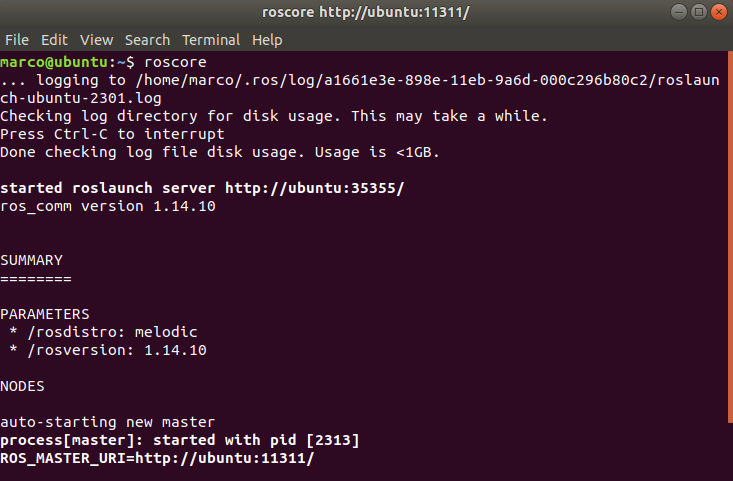 roscore http://ubuntu:11311/
File Edit View Search Terminal Help
marco@ubuntu:~$ roscore
... logging to /home/marco/.ros/log/a1661e3e-898e-11eb-9a6d-000c296b80c2/roslaun
ch-ubuntu-2301.log
Checking log directory for disk usage. This may take a while.
Press Ctrl-C to interrupt
Done checking log file disk usage. Usage is <1GB.
started roslaunch server http://ubuntu:35355/
ros_comm version 1.14.10
SUMMARY
========
PARAMETERS
* /rosdistro: melodic
* /rosversion: 1.14.10
NODES
auto-starting new master
process[master]: started with pid [2313]
ROS_MASTER_URI=http://ubuntu:11311/